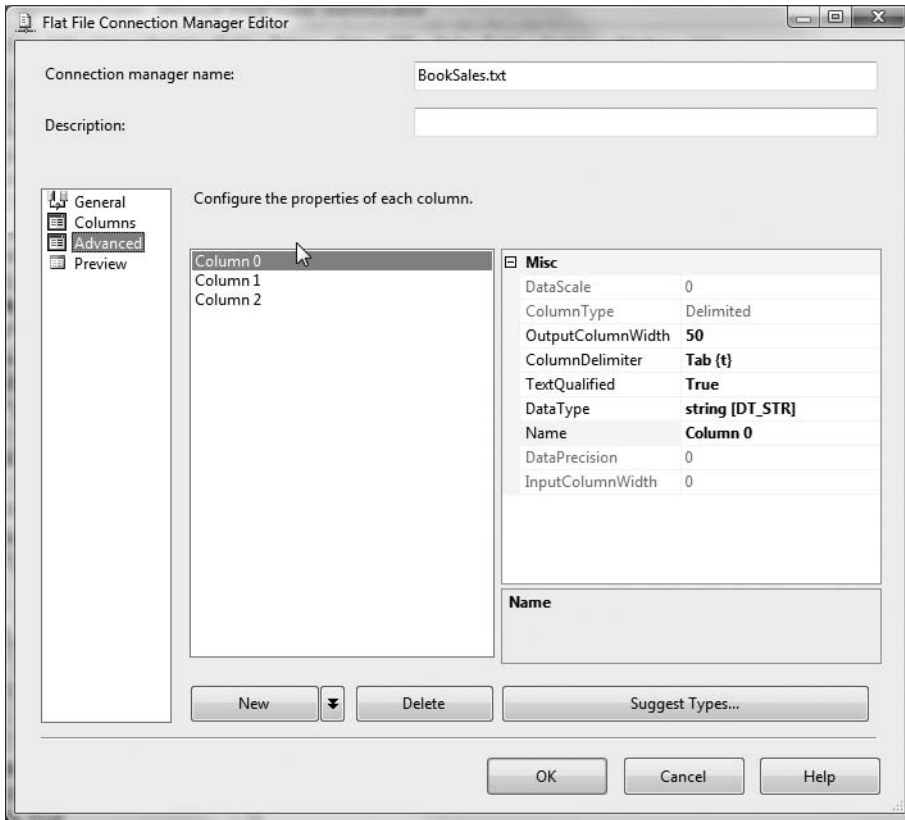 Flat File Connection Manager Editor
Connection manager name: BookSales.txt
Description:
General
Columns
Advanced
Preview
Configure the properties of each column.
Column 0
Column 1
Column 2
Misc
DataScale 0
ColumnType Delimited
OutputColumnWidth 50
ColumnDelimiter Tab {t}
TextQualified True
DataType string [DT_STR]
Name Column 0
DataPrecision 0
InputColumnWidth 0
Name
New Delete Suggest Types...
OK Cancel Help